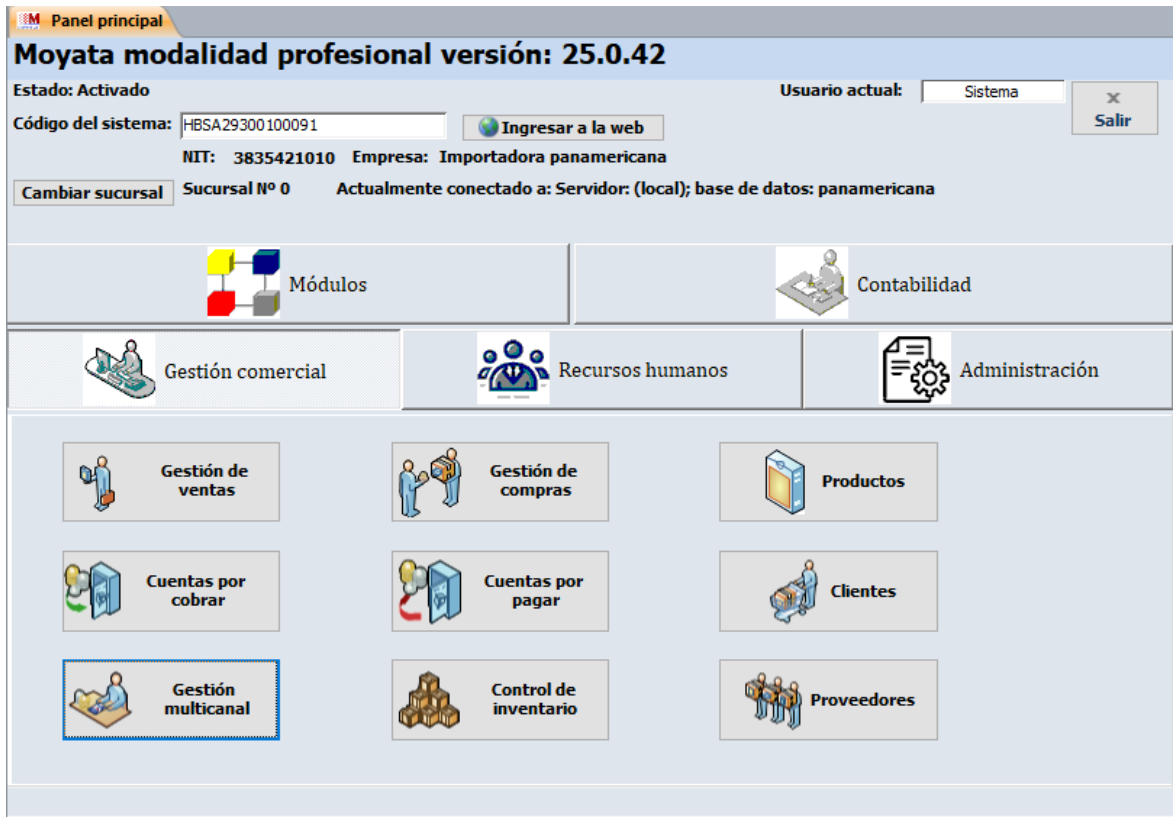 Panel principal
Moyata modalidad profesional versión: 25.0.42
Estado: Activado
Usuario actual: Sistema
x
Salir
Código del sistema: HBSA29300100091
Ingresar a la web
NIT: 3835421010 Empresa: Importadora panamericana
Cambiar sucursal Sucursal Nº 0 Actualmente conectado a: Servidor: (local); base de datos: panamericana
Módulos
Contabilidad
Gestión comercial
Recursos humanos
Administración
Gestión de
ventas
Gestión de
compras
Productos
Cuentas por
cobrar
Cuentas por
pagar
Clientes
Gestión
multicanal
Control de
inventario
Proveedores